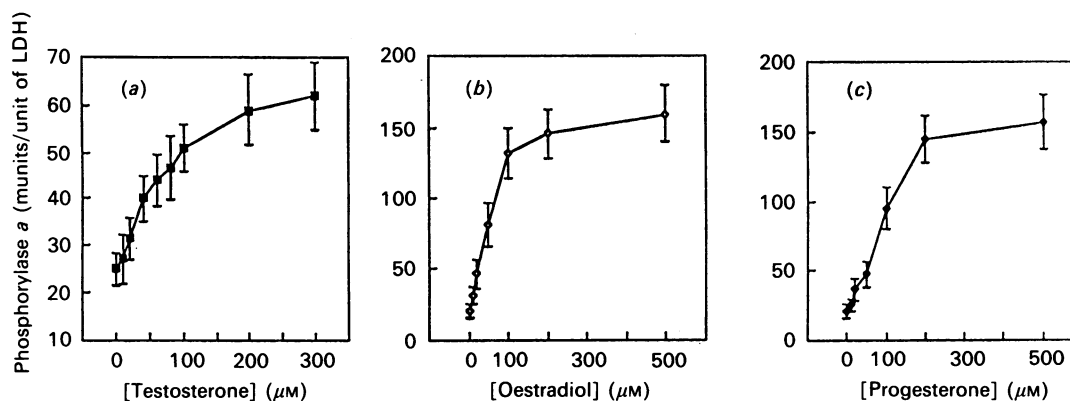 Phosphorylase a (munits/unit of LDH)
70
60
50
40
30
20
10
(a)
0 100 200 300
[Testosterone] (μM)
200
150
100
50
0
(b)
0 100 300 500
[Oestradiol] (μM)
200
150
100
50
0
(c)
0 100 300 500
[Progesterone] (μM)